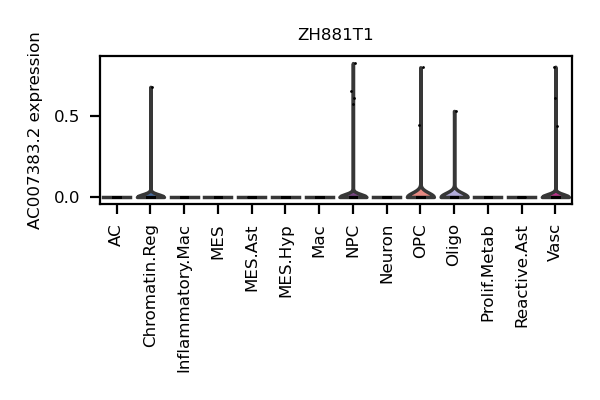 ZH881T1
AC007383.2 expression
0.5
0.0
AC
Chromatin.Reg
Inflammatory.Mac
MES
MES.Ast
MES.Hyp
Mac
NPC
Neuron
OPC
Oligo
Prolif.Metab
Reactive.Ast
Vasc